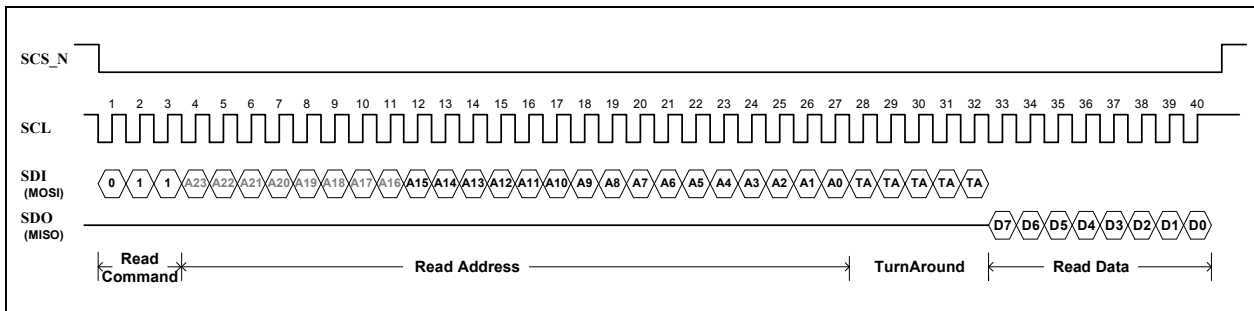 SCS_N
1 2 3 4 5 6 7 8 9 10 11 12 13 14 15 16 17 18 19 20 21 22 23 24 25 26 27 28 29 30 31 32 33 34 35 36 37 38 39 40
SCL
SDI
(MOSI)
0 1 1 A23 A22 A21 A20 A19 A18 A17 A16 A15 A14 A13 A12 A11 A10 A9 A8 A7 A6 A5 A4 A3 A2 A1 A0 TA TA TA TA TA
SDO
(MISO)
D7 D6 D5 D4 D3 D2 D1 D0
Read
Command
Read Address
TurnAround
Read Data